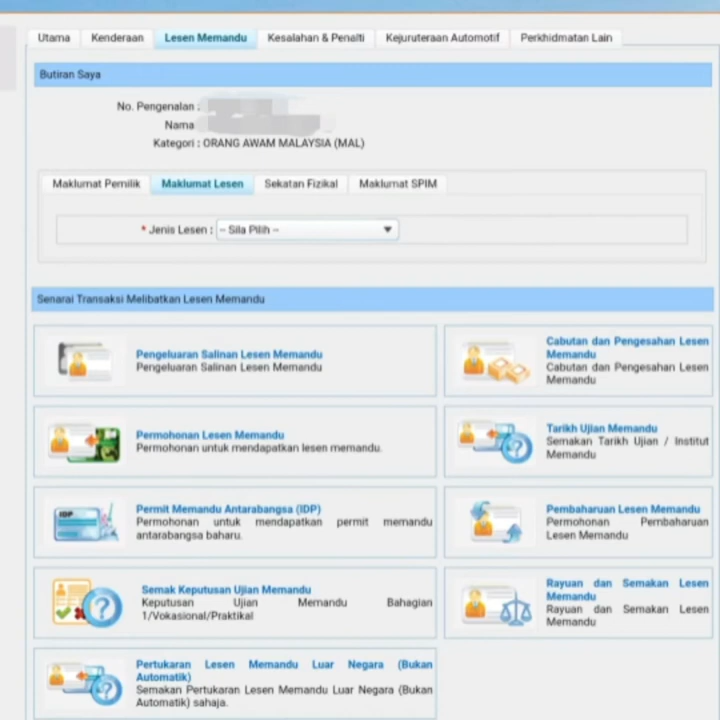 Utama Kenderaan Lesen Memandu Kesalahan & Penalti Kejuruteraan Automotif Perkhidmatan Lain
Butiran Saya
No. Pengenalan :
Nama
Kategori : ORANG AWAM MALAYSIA (MAL)
Maklumat Pemilik Maklumat Lesen Sekatan Fizikal Maklumat SPIM
* Jenis Lesen : -- Sila Pilih --
Senarai Transaksi Melibatkan Lesen Memandu
Pengeluaran Salinan Lesen Memandu
Pengeluaran Salinan Lesen Memandu
Cabutan dan Pengesahan Lesen
Memandu
Cabutan dan Pengesahan Lesen
Memandu
Permohonan Lesen Memandu
Permohonan untuk mendapatkan lesen memandu.
Tarikh Ujian Memandu
Semakan Tarikh Ujian / Institut
Memandu
IDP
Permit Memandu Antarabangsa (IDP)
Permohonan untuk mendapatkan permit memandu
antarabangsa baharu.
Pembaharuan Lesen Memandu
Permohonan Pembaharuan
Lesen Memandu
Semak Keputusan Ujian Memandu
Keputusan Ujian Memandu Bahagian
1/Vokasional/Praktikal
Rayuan dan Semakan Lesen
Memandu
Rayuan dan Semakan Lesen
Memandu
Pertukaran Lesen Memandu Luar Negara (Bukan
Automatik)
Semakan Pertukaran Lesen Memandu Luar Negara (Bukan
Automatik) sahaja.